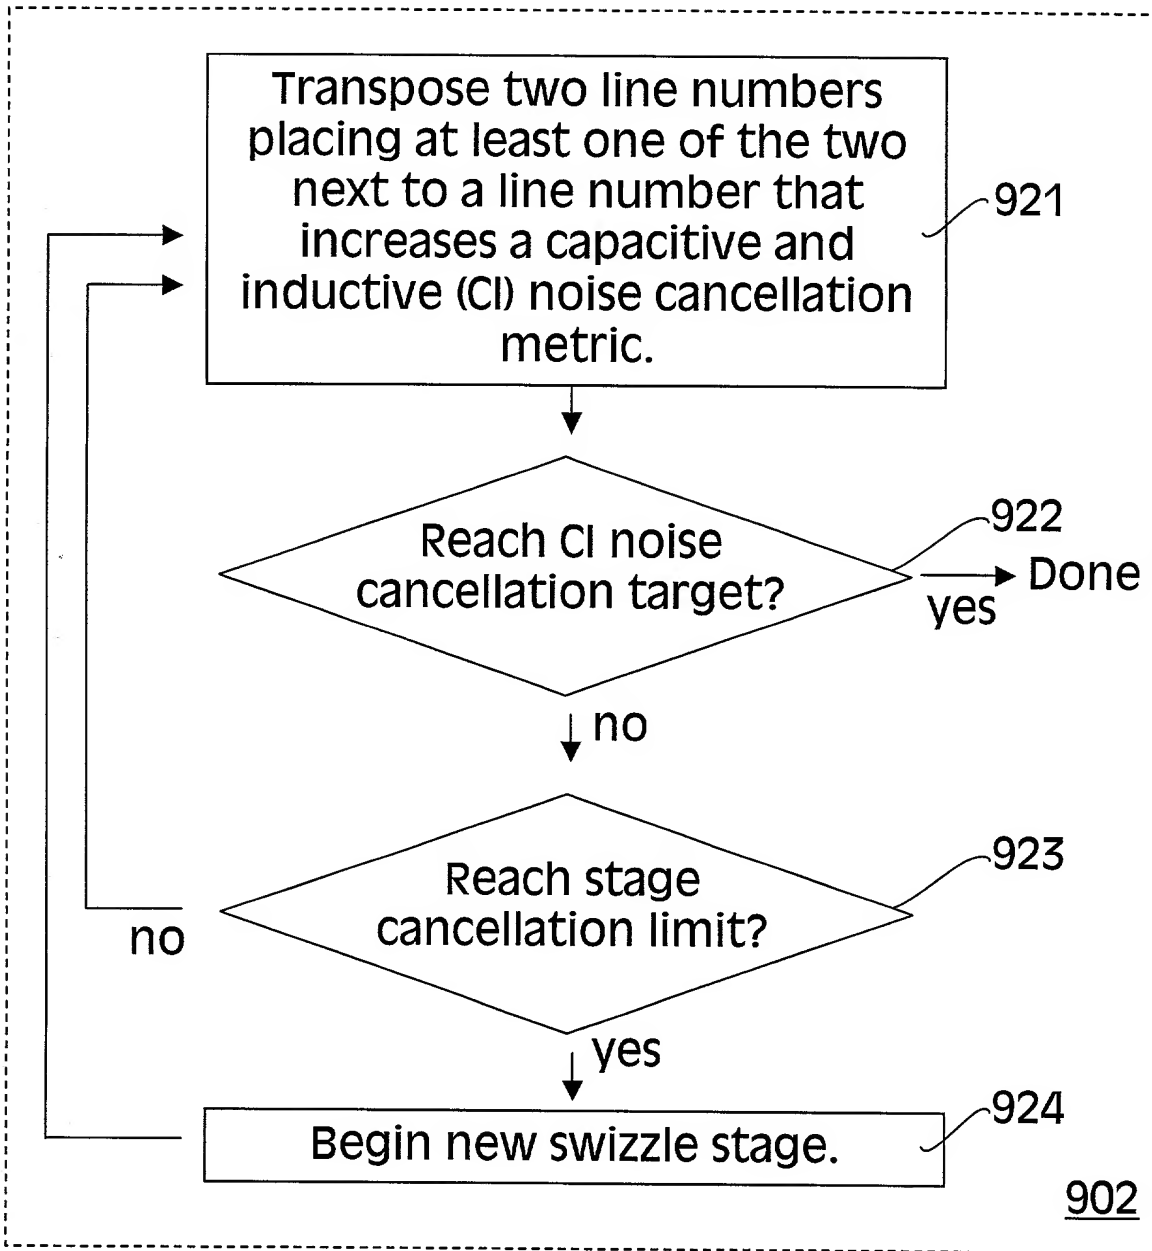 Transpose two line numbers
placing at least one of the two
next to a line number that
increases a capacitive and
inductive (CI) noise cancellation
metric.
921
Reach CI noise
cancellation target?
922
yes
Done
no
Reach stage
cancellation limit?
923
no
yes
Begin new swizzle stage.
924
902